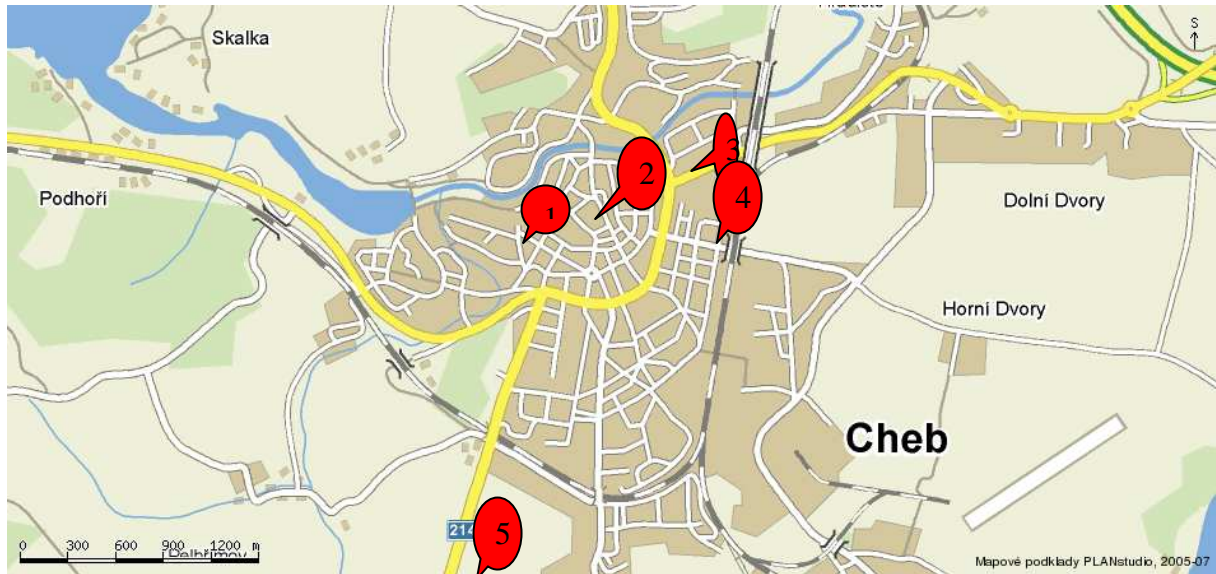 Skalka
S
3
2
Podhoří
4
1
Dolní Dvory
Horní Dvory
Cheb
5
214
0 300 600 900 1200 m
Pelhřimov
Mapové podklady PLANstudio, 2005-07